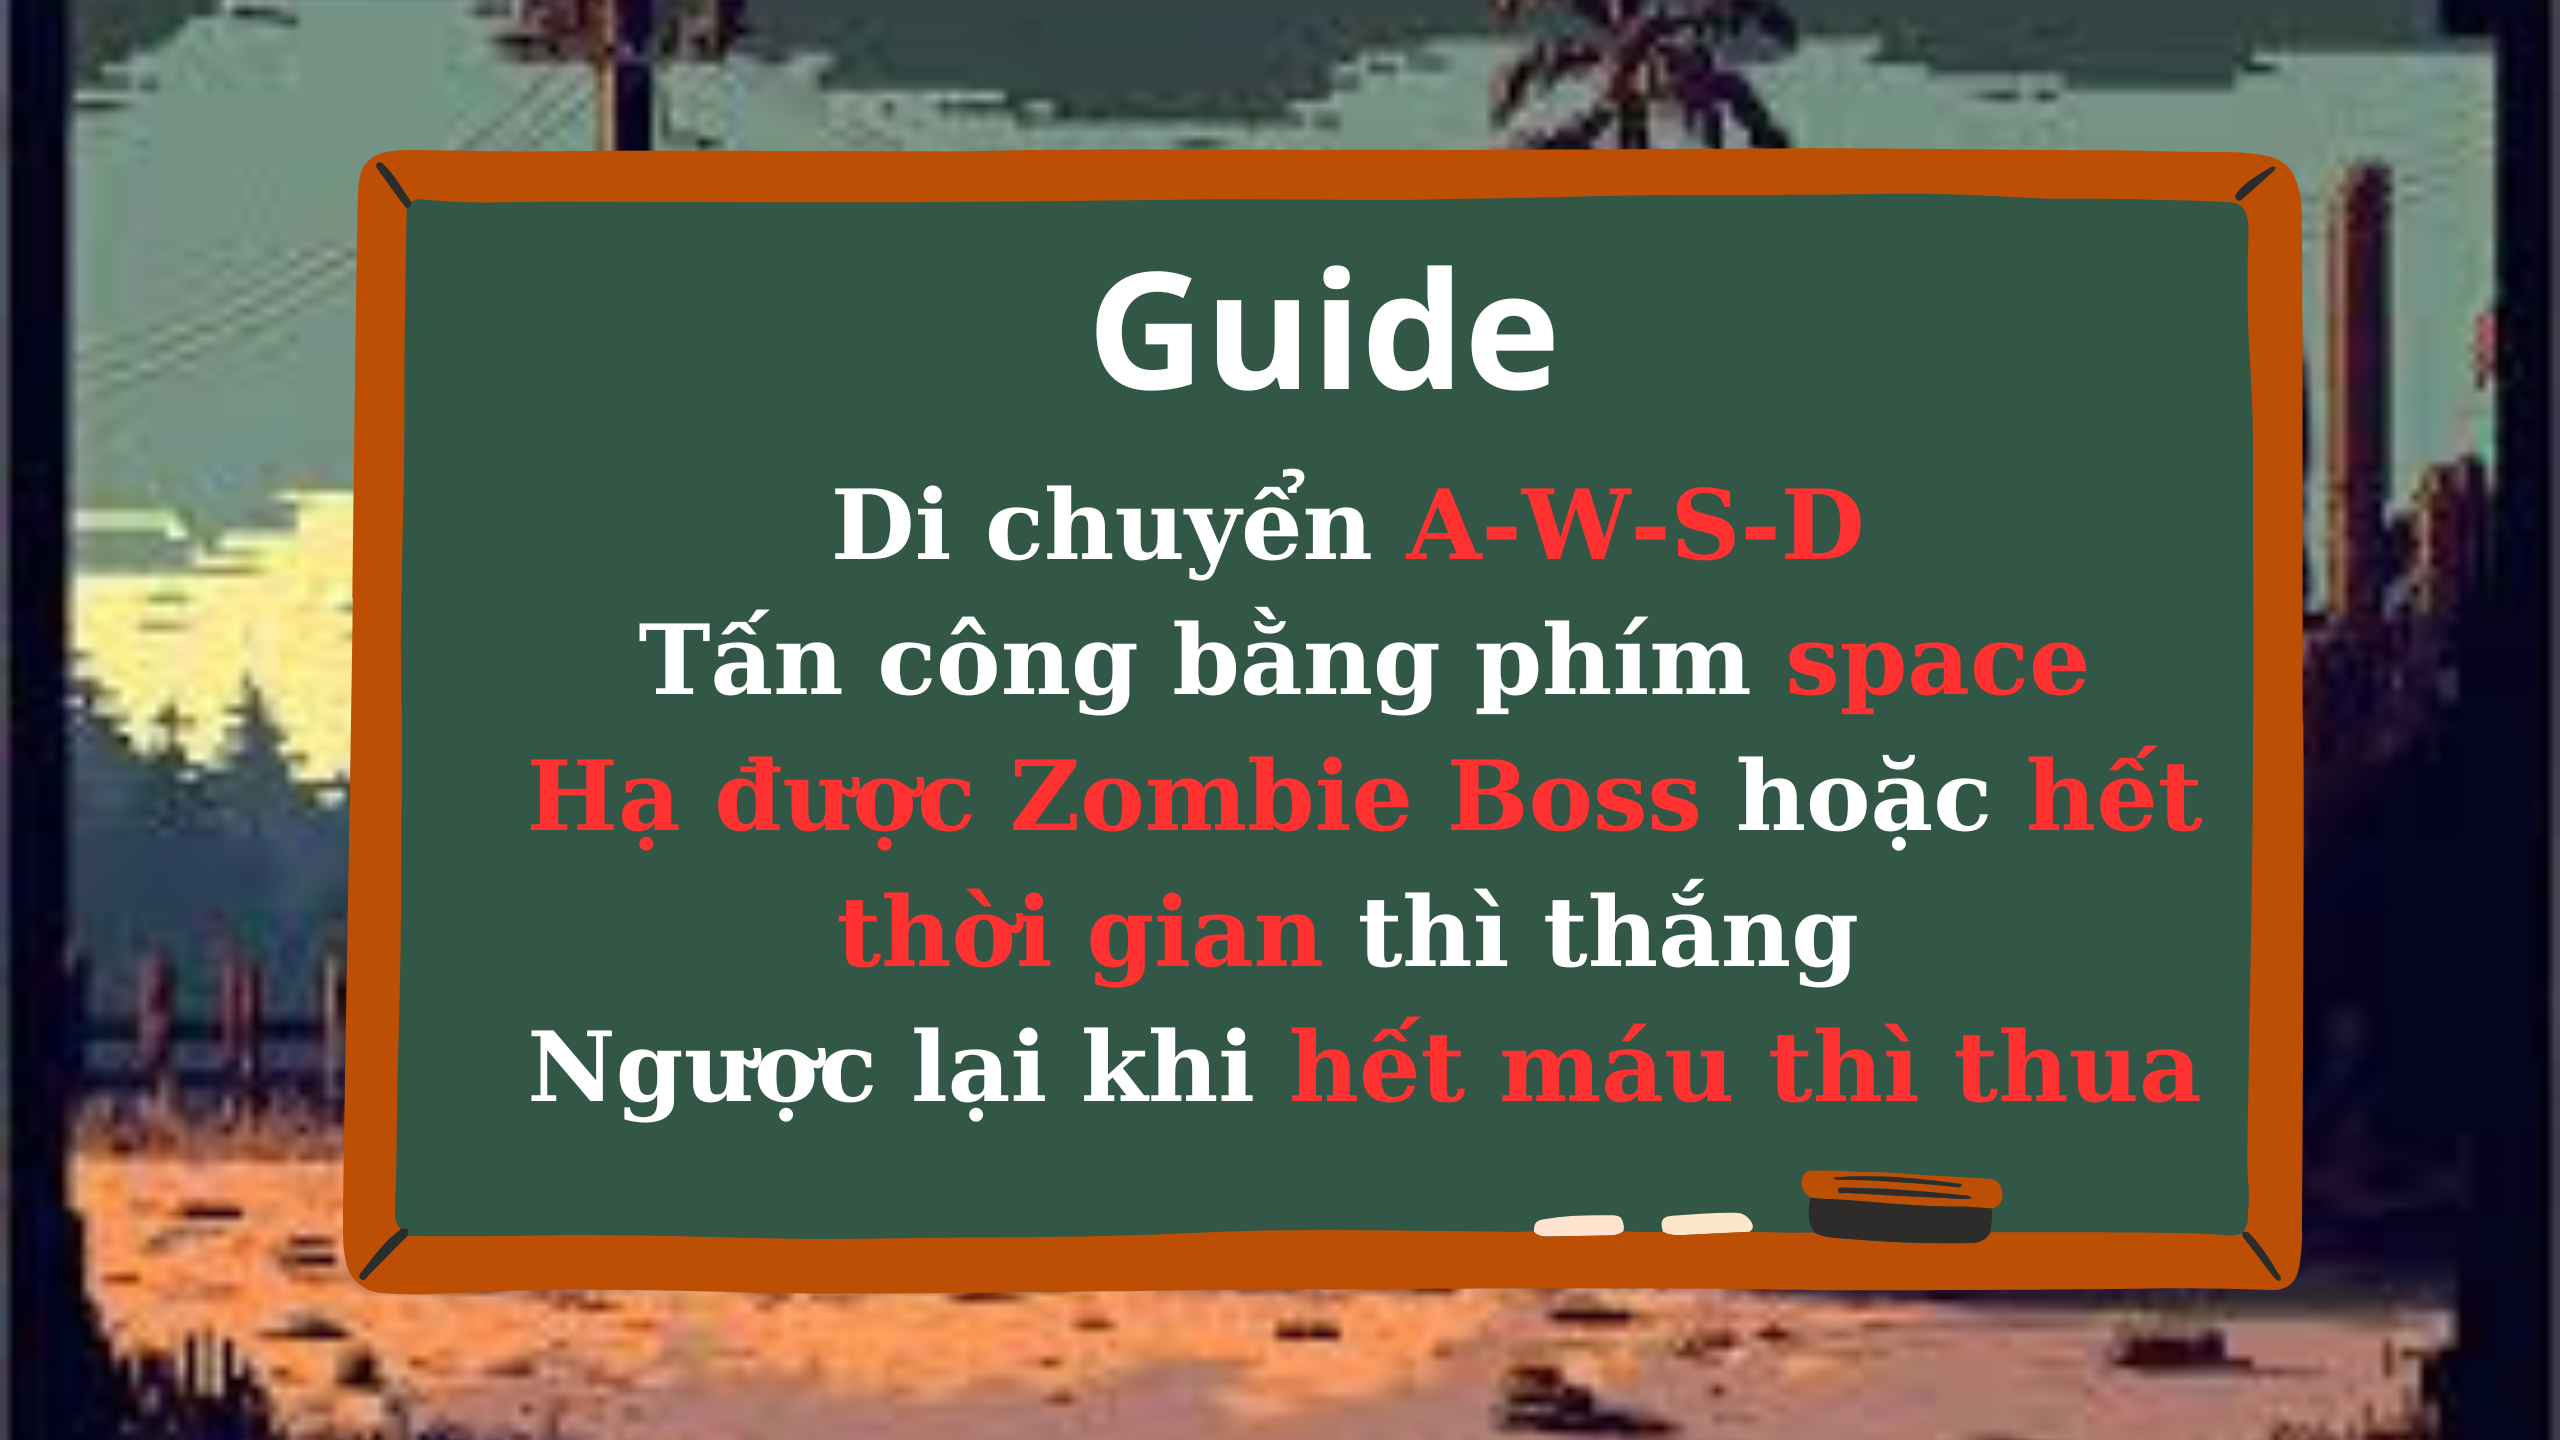 Guide
Di chuyển A-W-S-D
Tấn công bằng phím space
Hạ được Zombie Boss hoặc hết
thời gian thì thắng
Ngược lại khi hết máu thì thua